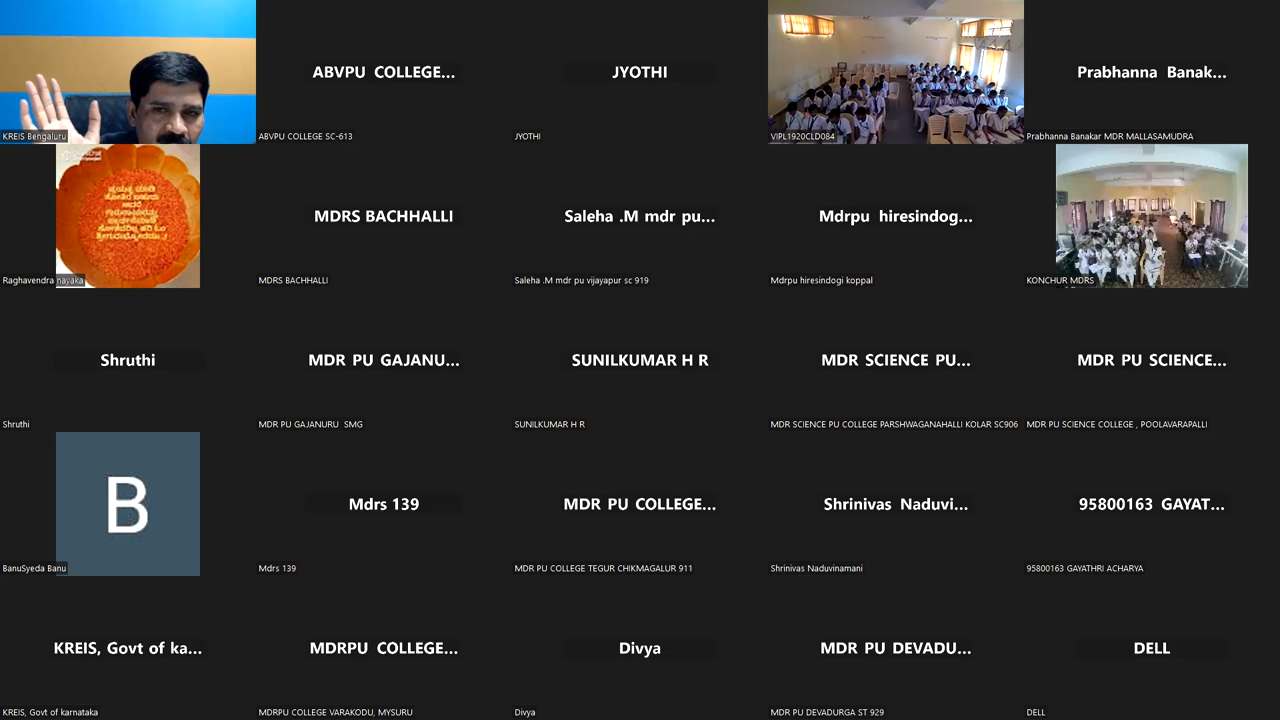 KREIS Bengaluru
ABVPU COLLEGE...
ABVPU COLLEGE SC-613
JYOTHI
JYOTHI
VIPL1920CLD084
Prabhanna Banak...
Prabhanna Banakar MDR MALLASAMUDRA
Raghavendra nayaka
MDRS BACHHALLI
MDRS BACHHALLI
Saleha .M mdr pu...
Saleha .M mdr pu vijayapur sc 919
Mdrpu hiresindog...
Mdrpu hiresindogi koppal
KONCHUR MDRS
Shruthi
Shruthi
MDR PU GAJANU...
MDR PU GAJANURU SMG
SUNILKUMAR H R
SUNILKUMAR H R
MDR SCIENCE PU...
MDR SCIENCE PU COLLEGE PARSHWAGANAHALLI KOLAR SC906
MDR PU SCIENCE...
MDR PU SCIENCE COLLEGE , POOLAVARAPALLI
B
BanuSyeda Banu
Mdrs 139
Mdrs 139
MDR PU COLLEGE...
MDR PU COLLEGE TEGUR CHIKMAGALUR 911
Shrinivas Naduvi...
Shrinivas Naduvinamani
95800163 GAYAT...
95800163 GAYATHRI ACHARYA
KREIS, Govt of ka...
KREIS, Govt of karnataka
MDRPU COLLEGE...
MDRPU COLLEGE VARAKODU, MYSURU
Divya
Divya
MDR PU DEVADU...
MDR PU DEVADURGA ST 929
DELL
DELL